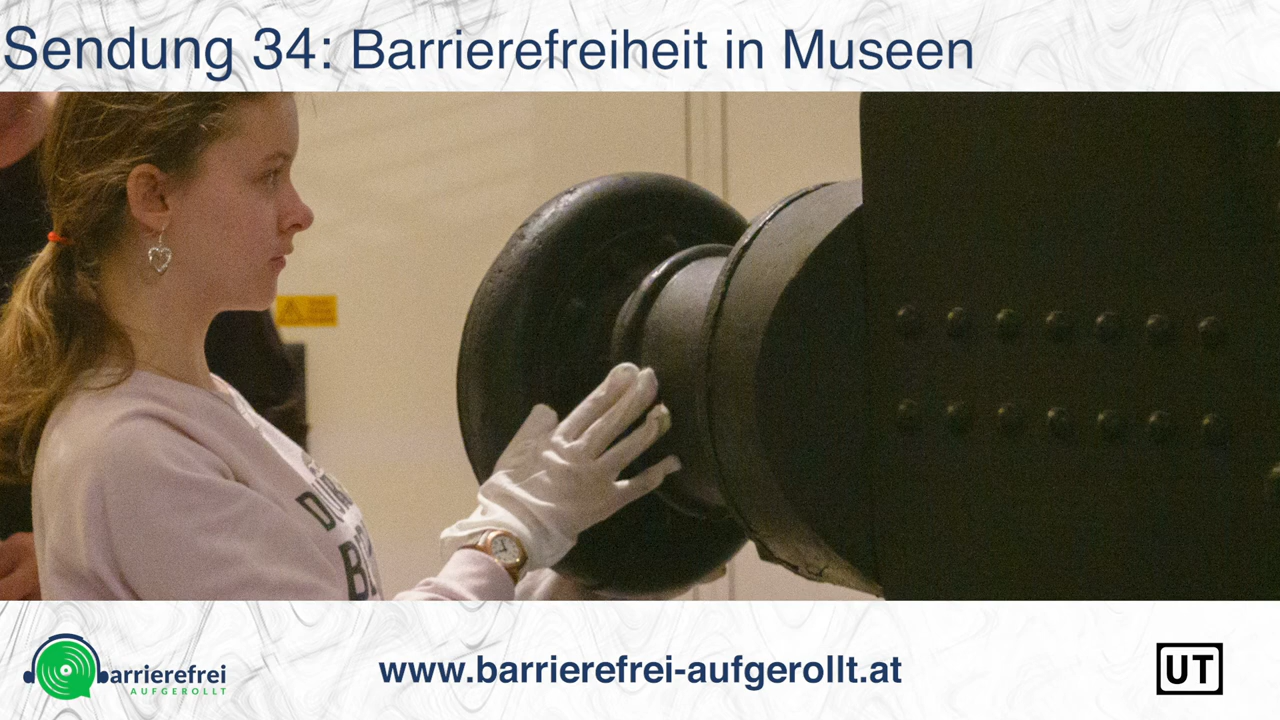 Sendung 34: Barrierefreiheit in Museen
barrierefrei
AUFGEROLLT
www.barrierefrei-aufgerollt.at
UT